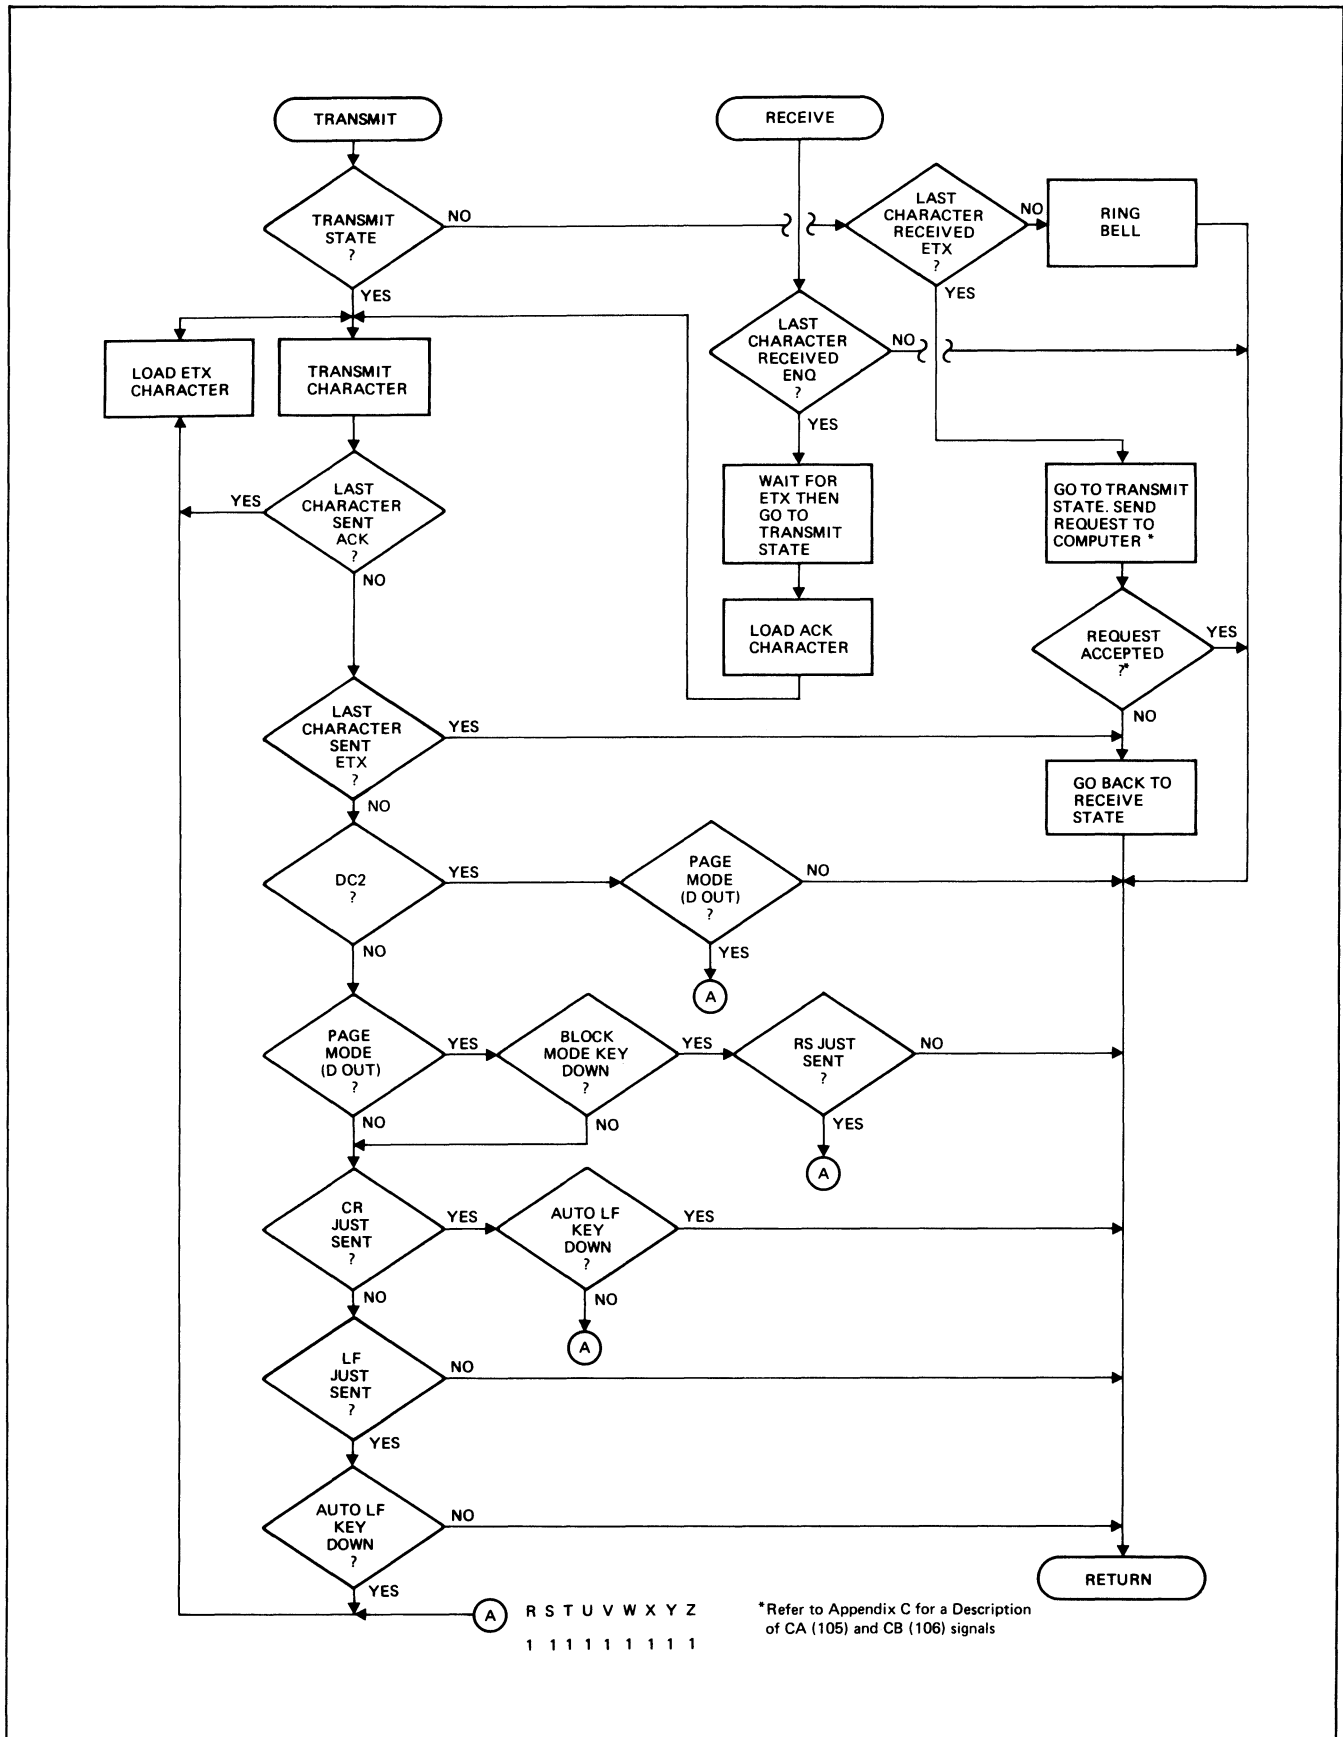 TRANSMIT
RECEIVE
TRANSMIT
STATE
?
NO
YES
LAST
CHARACTER
RECEIVED
ETX
?
NO
YES
RING
BELL
LOAD ETX
CHARACTER
TRANSMIT
CHARACTER
LAST
CHARACTER
RECEIVED
ENQ
?
NO
YES
LAST
CHARACTER
SENT
ACK
?
YES
NO
WAIT FOR
ETX THEN
GO TO
TRANSMIT
STATE
GO TO TRANSMIT
STATE. SEND
REQUEST TO
COMPUTER *
LOAD ACK
CHARACTER
REQUEST
ACCEPTED
?*
YES
NO
LAST
CHARACTER
SENT
ETX
?
YES
NO
GO BACK TO
RECEIVE
STATE
DC2
?
YES
NO
PAGE
MODE
(D OUT)
?
NO
YES
A
PAGE
MODE
(D OUT)
?
YES
NO
BLOCK
MODE KEY
DOWN
?
YES
NO
RS JUST
SENT
?
NO
YES
A
CR
JUST
SENT
?
YES
NO
AUTO LF
KEY
DOWN
?
YES
NO
A
LF
JUST
SENT
?
NO
YES
AUTO LF
KEY
DOWN
?
NO
YES
RETURN
A
R S T U V W X Y Z
1 1 1 1 1 1 1 1 1
*Refer to Appendix C for a Description
of CA (105) and CB (106) signals